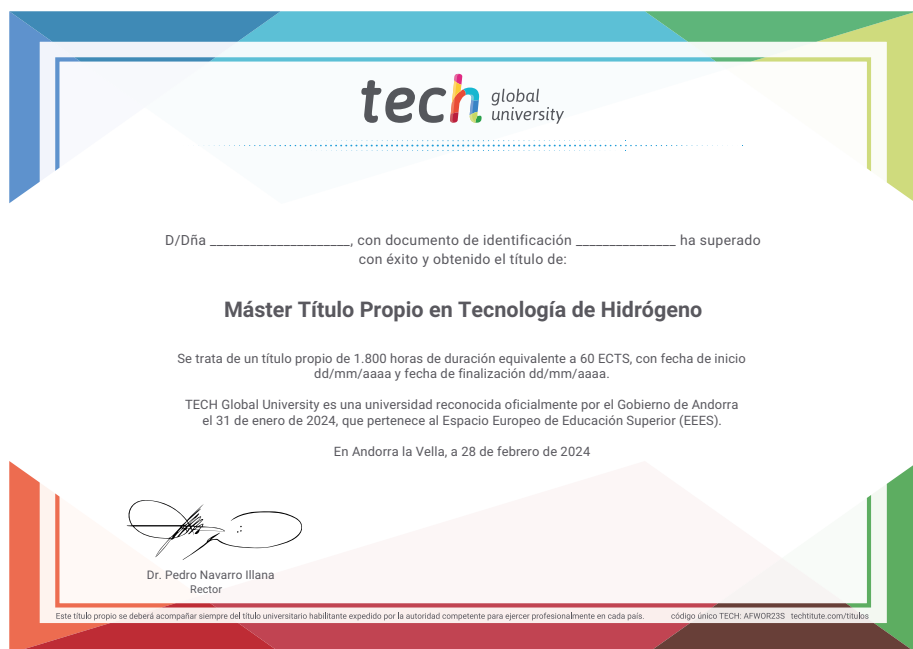 tech global university
D/Dña _____________________, con documento de identificación _______________ ha superado
con éxito y obtenido el título de:
Máster Título Propio en Tecnología de Hidrógeno
Se trata de un título propio de 1.800 horas de duración equivalente a 60 ECTS, con fecha de inicio
dd/mm/aaaa y fecha de finalización dd/mm/aaaa.
TECH Global University es una universidad reconocida oficialmente por el Gobierno de Andorra
el 31 de enero de 2024, que pertenece al Espacio Europeo de Educación Superior (EEES).
En Andorra la Vella, a 28 de febrero de 2024
Dr. Pedro Navarro Illana
Rector
Este título propio se deberá acompañar siempre del título universitario habilitante expedido por la autoridad competente para ejercer profesionalmente en cada país. código único TECH: AFWOR23S techtitute.com/titulos